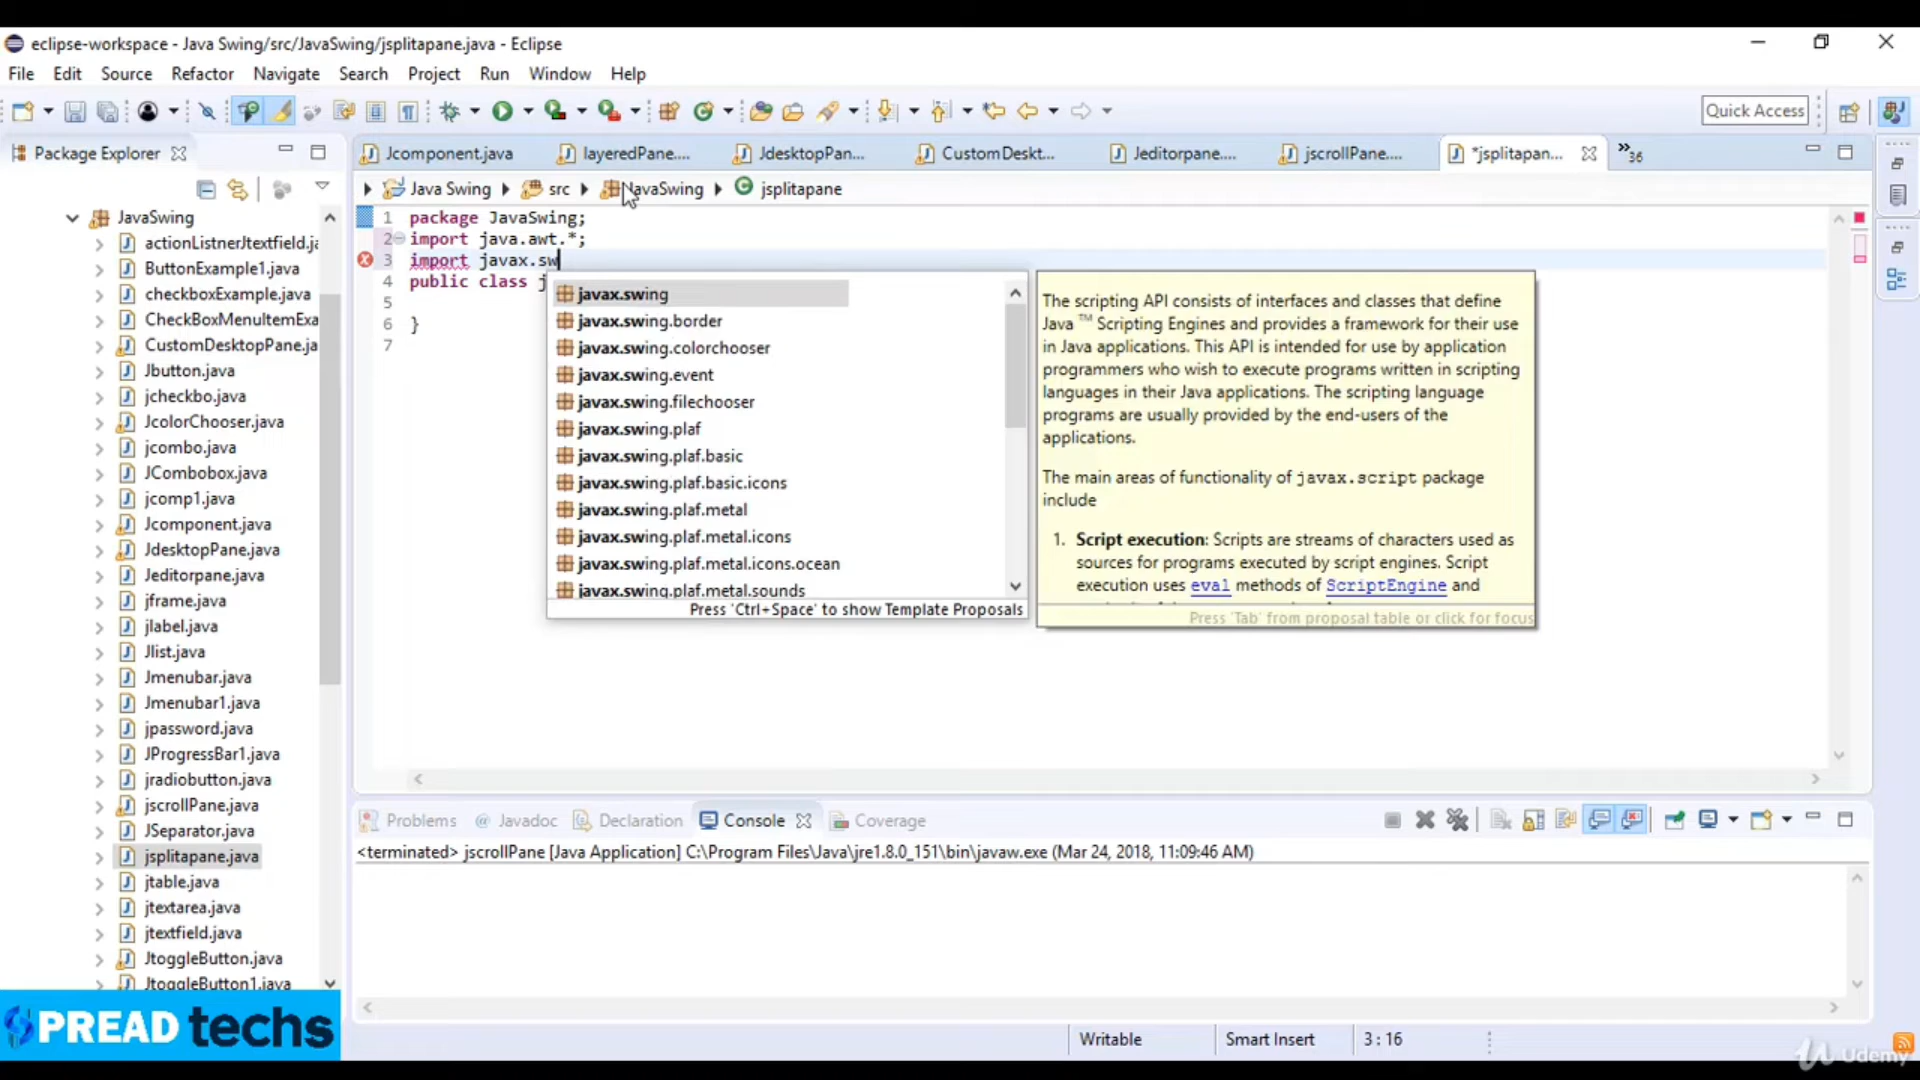 eclipse-workspace - Java Swing/src/JavaSwing/jsplitapane.java - Eclipse
File Edit Source Refactor Navigate Search Project Run Window Help
Quick Access
Package Explorer
Jcomponent.java layeredPane.... JdesktopPan... CustomDeskt... Jeditorpane.... jscrollPane.... *jsplitapan... »36
Java Swing src JavaSwing jsplitapane
JavaSwing
actionListnerJtextfield.ja
ButtonExample1.java
checkboxExample.java
CheckBoxMenuItemExa
CustomDesktopPane.ja
Jbutton.java
jcheckbo.java
JcolorChooser.java
jcombo.java
JCombobox.java
jcomp1.java
Jcomponent.java
JdesktopPane.java
Jeditorpane.java
jframe.java
jlabel.java
Jlist.java
Jmenubar.java
Jmenubar1.java
jpassword.java
JProgressBar1.java
jradiobutton.java
jscrollPane.java
JSeparator.java
jsplitapane.java
jtable.java
jtextarea.java
jtextfield.java
JtoggleButton.java
JtoggleButton1.java
1 package JavaSwing;
2 import java.awt.*;
3 import javax.sw
4 public class j
5
6 }
7
javax.swing
javax.swing.border
javax.swing.colorchooser
javax.swing.event
javax.swing.filechooser
javax.swing.plaf
javax.swing.plaf.basic
javax.swing.plaf.basic.icons
javax.swing.plaf.metal
javax.swing.plaf.metal.icons
javax.swing.plaf.metal.icons.ocean
javax.swing.plaf.metal.sounds
Press 'Ctrl+Space' to show Template Proposals
The scripting API consists of interfaces and classes that define
Java ™ Scripting Engines and provides a framework for their use
in Java applications. This API is intended for use by application
programmers who wish to execute programs written in scripting
languages in their Java applications. The scripting language
programs are usually provided by the end-users of the
applications.
The main areas of functionality of javax.script package
include
1. Script execution: Scripts are streams of characters used as
sources for programs executed by script engines. Script
execution uses eval methods of ScriptEngine and
Press 'Tab' from proposal table or click for focus
Problems @ Javadoc Declaration Console Coverage
<terminated> jscrollPane [Java Application] C:\Program Files\Java\jre1.8.0_151\bin\javaw.exe (Mar 24, 2018, 11:09:46 AM)
SPREAD techs
Writable Smart Insert 3 : 16
Udemy